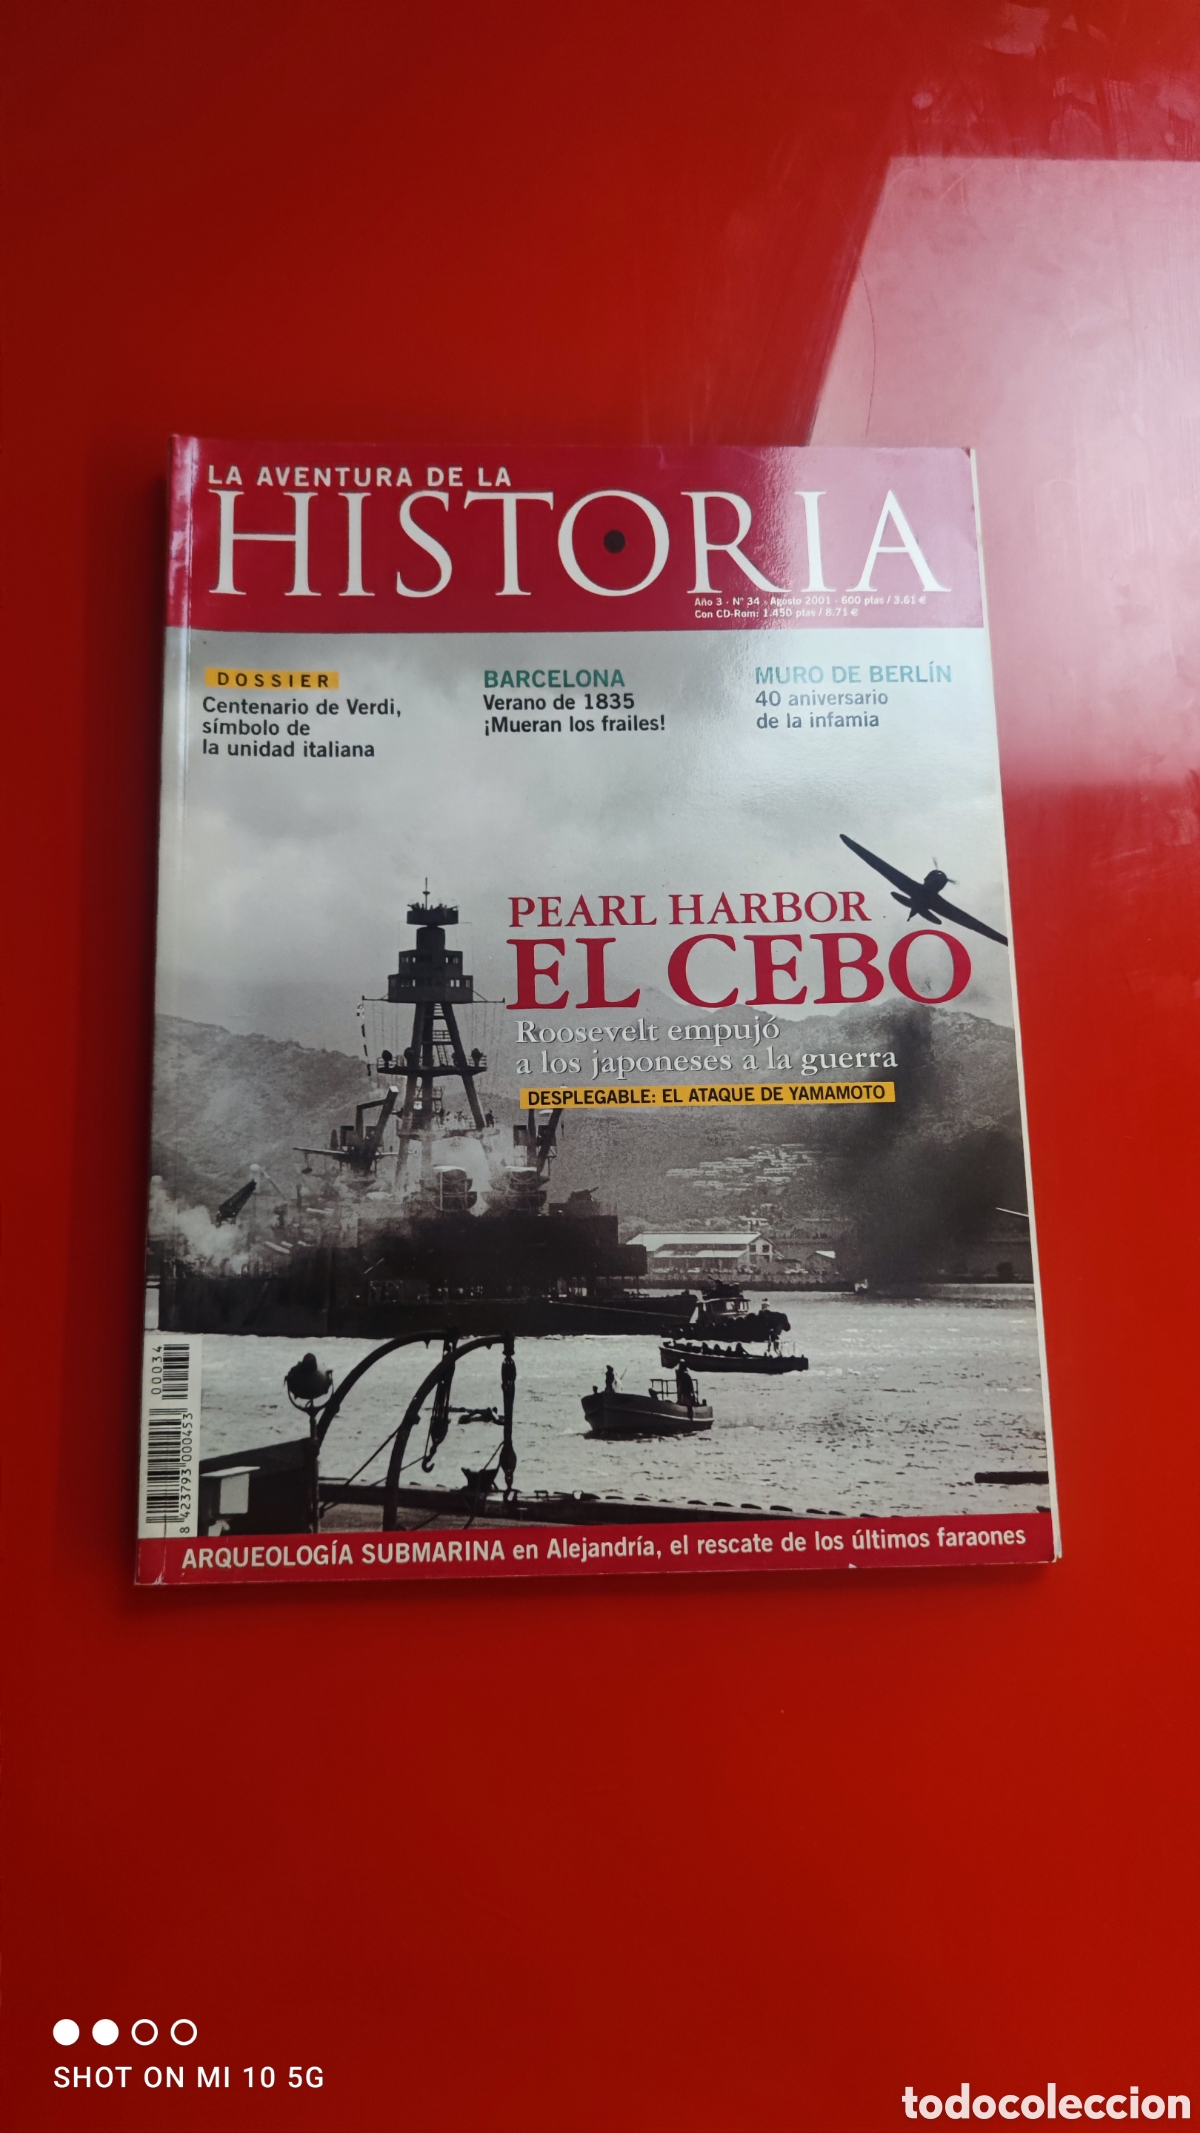 LA AVENTURA DE LA
HISTORIA
Año 3 - Nº 34 - Agosto 2001 - 600 ptas / 3.61 €
Con CD-Rom: 1.450 ptas / 8.71 €
DOSSIER
Centenario de Verdi,
símbolo de
la unidad italiana
BARCELONA
Verano de 1835
¡Mueran los frailes!
MURO DE BERLÍN
40 aniversario
de la infamia
PEARL HARBOR
EL CEBO
Roosevelt empujó
a los japoneses a la guerra
DESPLEGABLE: EL ATAQUE DE YAMAMOTO
00034
8 423793 000453
ARQUEOLOGÍA SUBMARINA en Alejandría, el rescate de los últimos faraones
SHOT ON MI 10 5G
todocoleccion